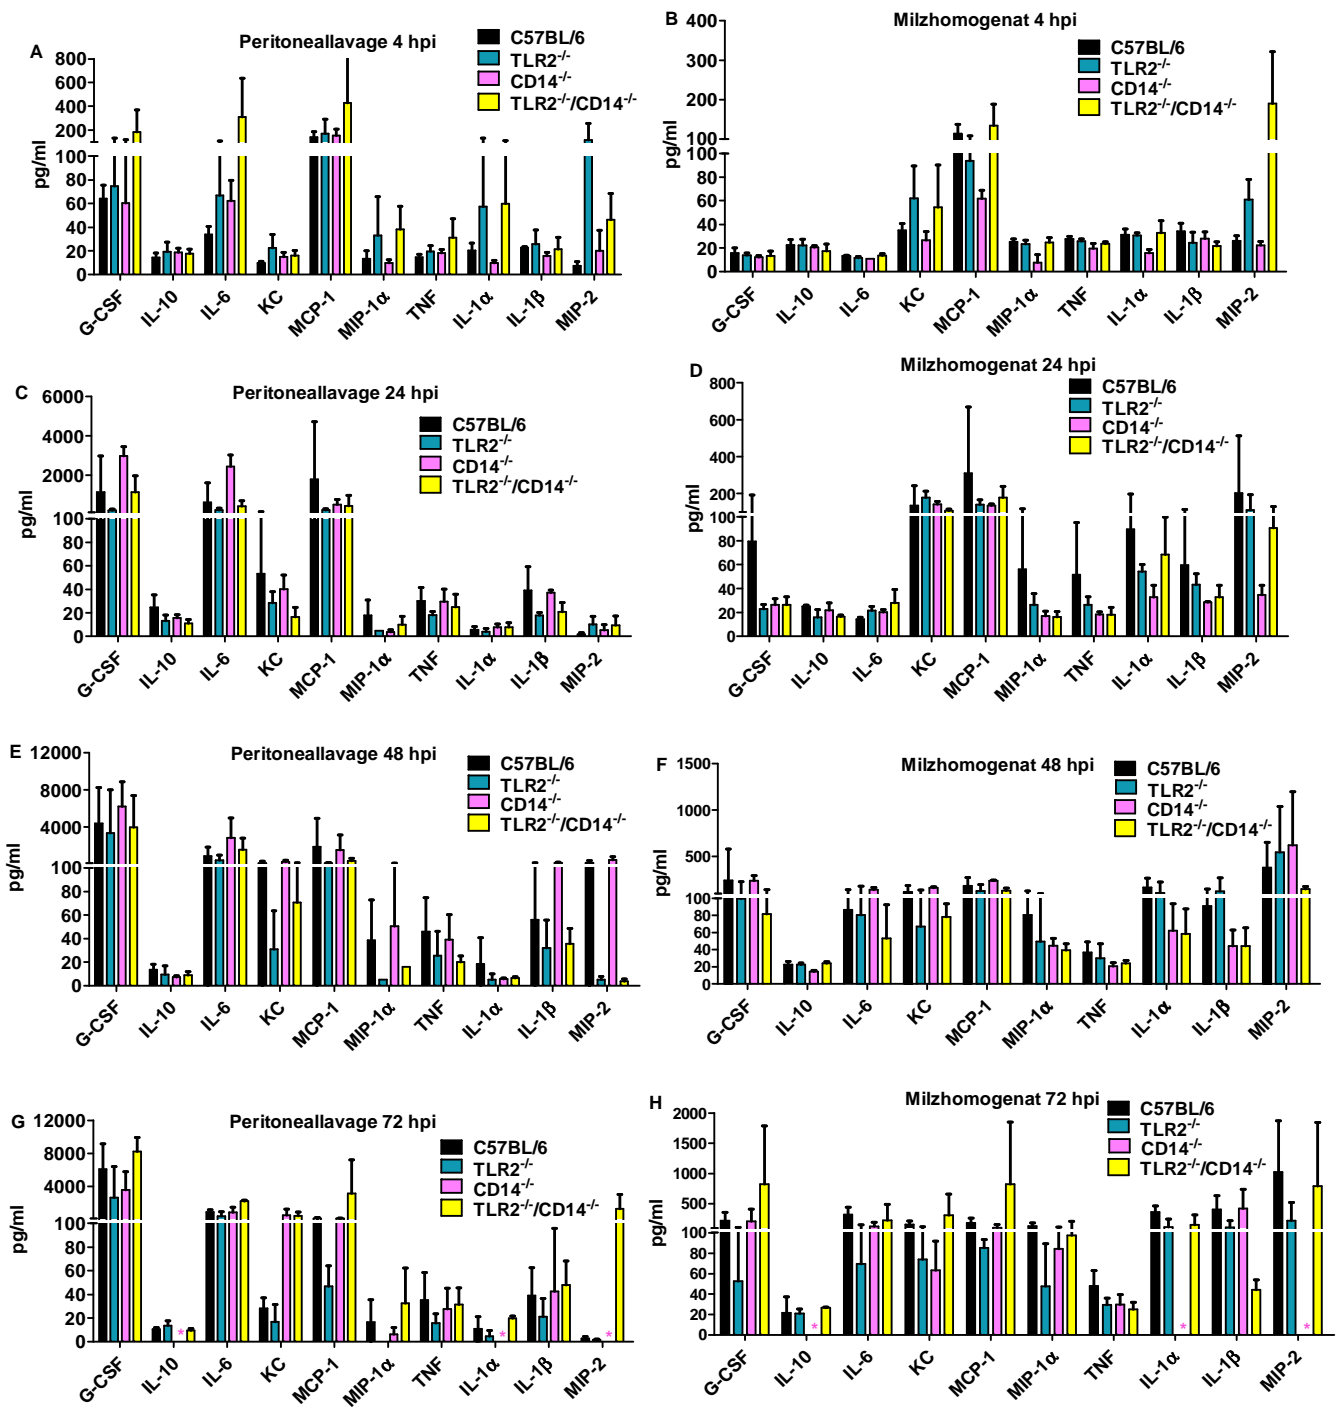 A
Peritoneallavage 4 hpi
C57BL/6
TLR2-/-
CD14-/-
TLR2-/-/CD14-/-
pg/ml
800
600
400
200
100
80
60
40
20
0
G-CSF
IL-10
IL-6
KC
MCP-1
MIP-1α
TNF
IL-1α
IL-1β
MIP-2
B
Milzhomogenat 4 hpi
C57BL/6
TLR2-/-
CD14-/-
TLR2-/-/CD14-/-
pg/ml
400
300
200
100
100
80
60
40
20
0
G-CSF
IL-10
IL-6
KC
MCP-1
MIP-1α
TNF
IL-1α
IL-1β
MIP-2
C
Peritoneallavage 24 hpi
C57BL/6
TLR2-/-
CD14-/-
TLR2-/-/CD14-/-
pg/ml
6000
4000
2000
100
80
60
40
20
0
G-CSF
IL-10
IL-6
KC
MCP-1
MIP-1α
TNF
IL-1α
IL-1β
MIP-2
D
Milzhomogenat 24 hpi
C57BL/6
TLR2-/-
CD14-/-
TLR2-/-/CD14-/-
pg/ml
800
600
400
200
100
80
60
40
20
0
G-CSF
IL-10
IL-6
KC
MCP-1
MIP-1α
TNF
IL-1α
IL-1β
MIP-2
E
Peritoneallavage 48 hpi
C57BL/6
TLR2-/-
CD14-/-
TLR2-/-/CD14-/-
pg/ml
12000
8000
4000
100
80
60
40
20
0
G-CSF
IL-10
IL-6
KC
MCP-1
MIP-1α
TNF
IL-1α
IL-1β
MIP-2
F
Milzhomogenat 48 hpi
C57BL/6
TLR2-/-
CD14-/-
TLR2-/-/CD14-/-
pg/ml
1500
1000
500
100
80
60
40
20
0
G-CSF
IL-10
IL-6
KC
MCP-1
MIP-1α
TNF
IL-1α
IL-1β
MIP-2
G
Peritoneallavage 72 hpi
C57BL/6
TLR2-/-
CD14-/-
TLR2-/-/CD14-/-
pg/ml
12000
8000
4000
100
80
60
40
20
0
* * *
G-CSF
IL-10
IL-6
KC
MCP-1
MIP-1α
TNF
IL-1α
IL-1β
MIP-2
H
Milzhomogenat 72 hpi
C57BL/6
TLR2-/-
CD14-/-
TLR2-/-/CD14-/-
pg/ml
2000
1500
1000
500
100
80
60
40
20
0
* * *
G-CSF
IL-10
IL-6
KC
MCP-1
MIP-1α
TNF
IL-1α
IL-1β
MIP-2